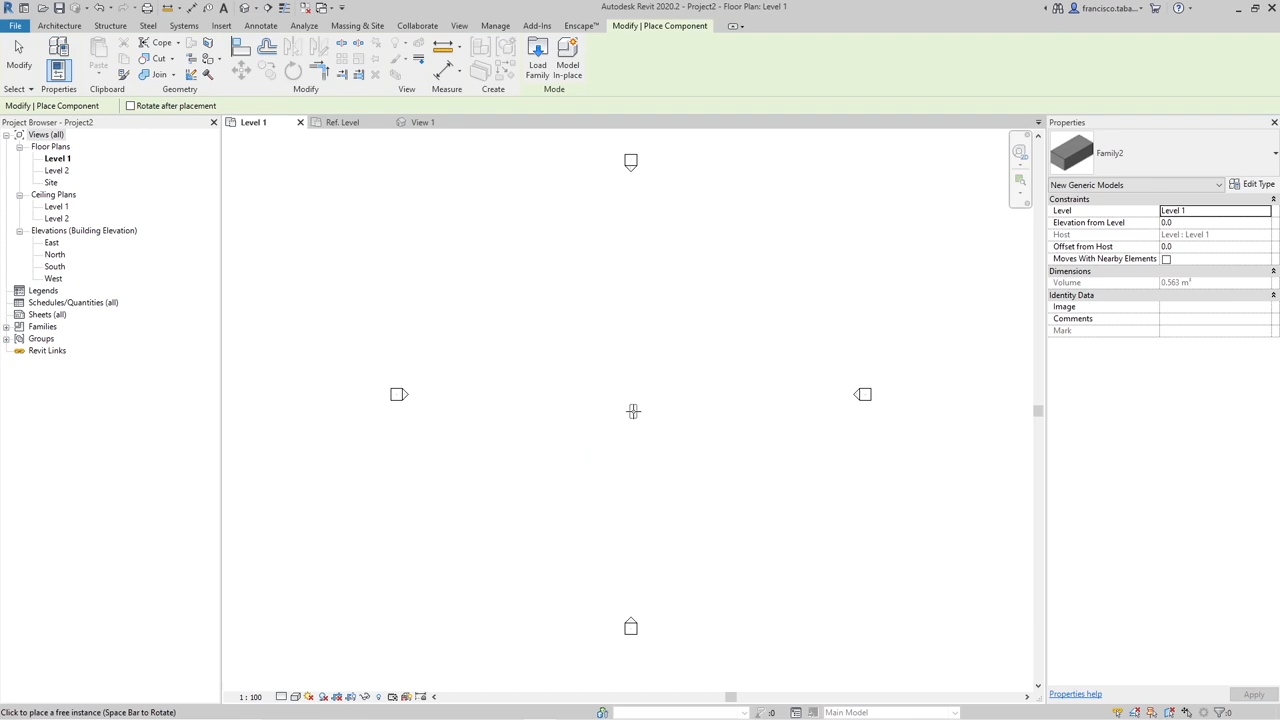 Autodesk Revit 2020.2 - Project2 - Floor Plan: Level 1
francisco.taba...
File Architecture Structure Steel Systems Insert Annotate Analyze Massing & Site Collaborate View Manage Add-Ins Enscape™ Modify | Place Component
Modify
Paste
Cope
Cut
Join
Load Family
Model In-place
Select Properties Clipboard Geometry Modify View Measure Create Mode
Modify | Place Component Rotate after placement
Project Browser - Project2
Level 1 Ref. Level View 1
Views (all)
Floor Plans
Level 1
Level 2
Site
Ceiling Plans
Level 1
Level 2
Elevations (Building Elevation)
East
North
South
West
Legends
Schedules/Quantities (all)
Sheets (all)
Families
Groups
Revit Links
Properties
Family2
New Generic Models Edit Type
Constraints
Level Level 1
Elevation from Level 0.0
Host Level : Level 1
Offset from Host 0.0
Moves With Nearby Elements
Dimensions
Volume 0.563 m³
Identity Data
Image
Comments
Mark
1 : 100
Properties help Apply
Click to place a free instance (Space Bar to Rotate)
:0 Main Model :0